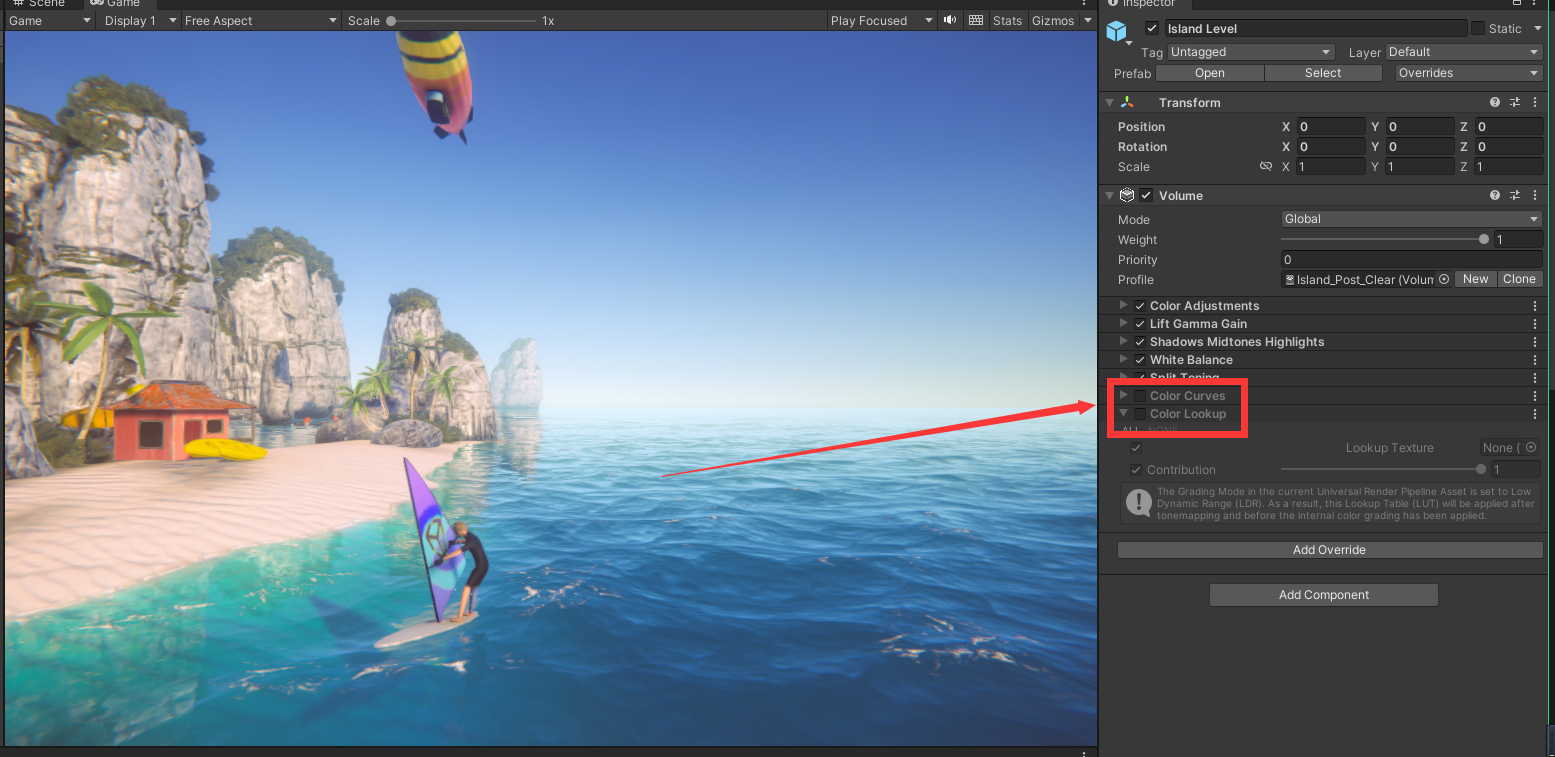 Scene
Game
Inspector
Game
Display 1
Free Aspect
Scale
1x
Play Focused
Stats
Gizmos
Island Level
Static
Tag
Untagged
Layer
Default
Prefab
Open
Select
Overrides
Transform
Position
X 0
Y 0
Z 0
Rotation
X 0
Y 0
Z 0
Scale
X 1
Y 1
Z 1
Volume
Mode
Global
Weight
1
Priority
0
Profile
Island_Post_Clear (Volum
New
Clone
Color Adjustments
Lift Gamma Gain
Shadows Midtones Highlights
White Balance
Split Toning
Color Curves
Color Lookup
ALL NONE
Lookup Texture
None (
Contribution
1
The Grading Mode in the current Universal Render Pipeline Asset is set to Low
Dynamic Range (LDR). As a result, this Lookup Table (LUT) will be applied after
tonemapping and before the internal color grading has been applied.
Add Override
Add Component